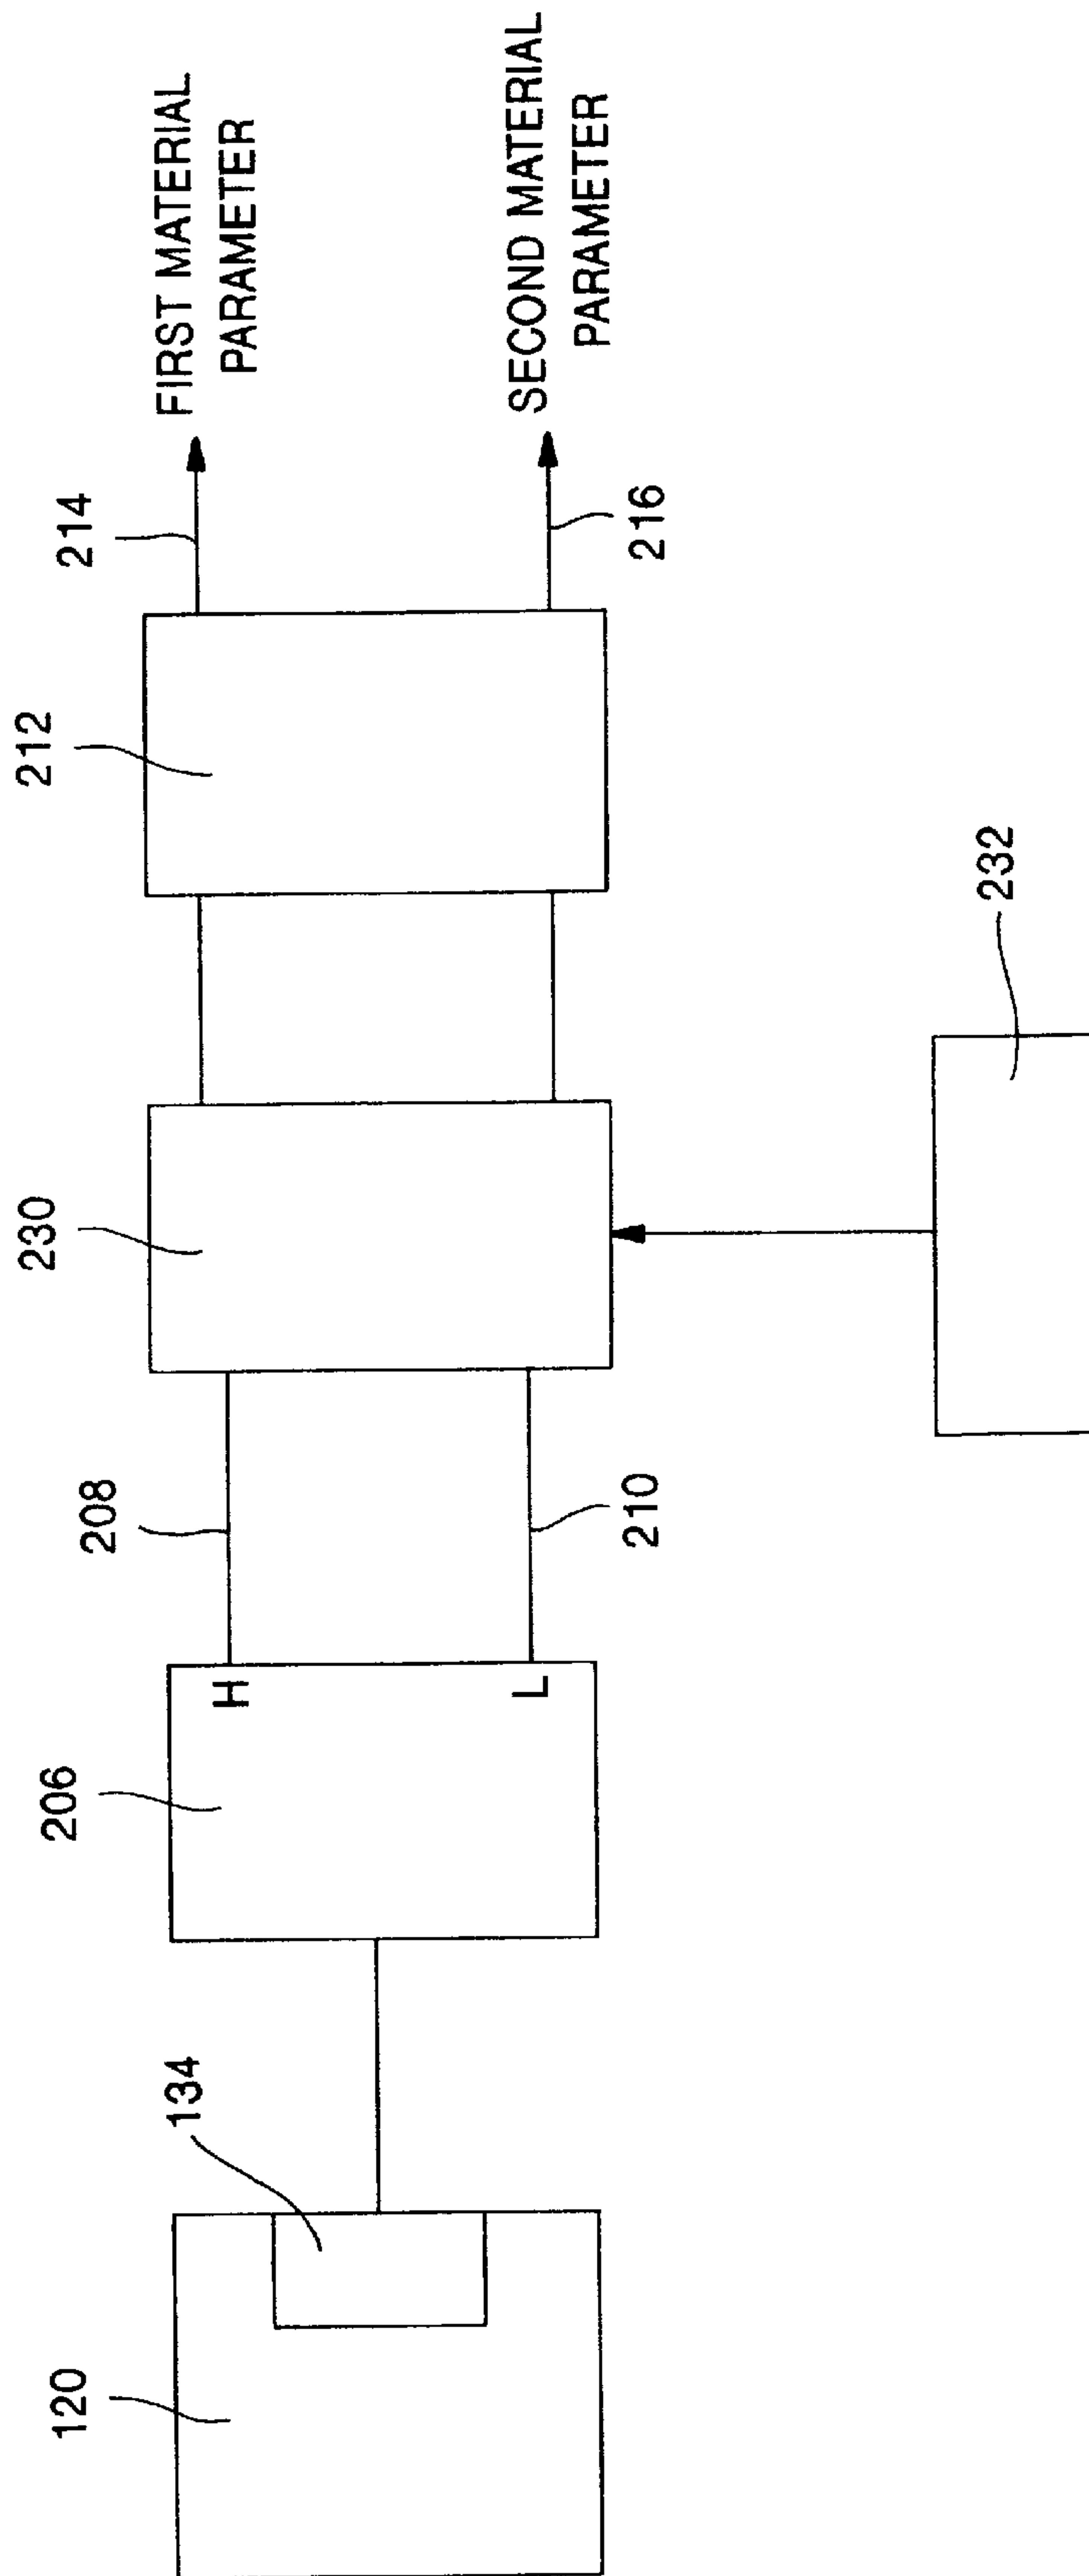 120
134
206
H
L
208
210
230
232
212
214
216
FIRST MATERIAL
PARAMETER
SECOND MATERIAL
PARAMETER